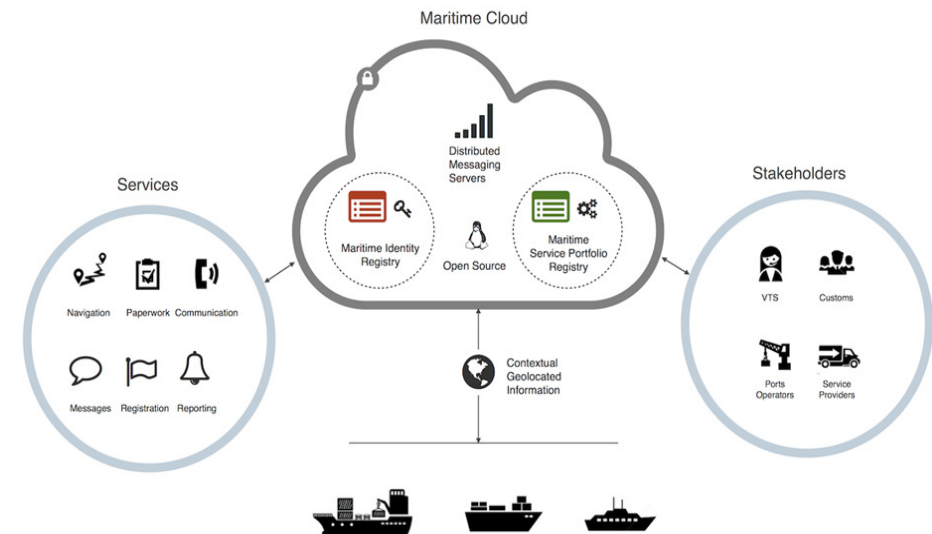 Maritime Cloud
Distributed
Messaging
Servers
Maritime Identity
Registry
Open Source
Maritime
Service Portfolio
Registry
Services
Navigation
Paperwork
Communication
Messages
Registration
Reporting
Stakeholders
VTS
Customs
Ports
Operators
Service
Providers
Contextual
Geolocated
Information